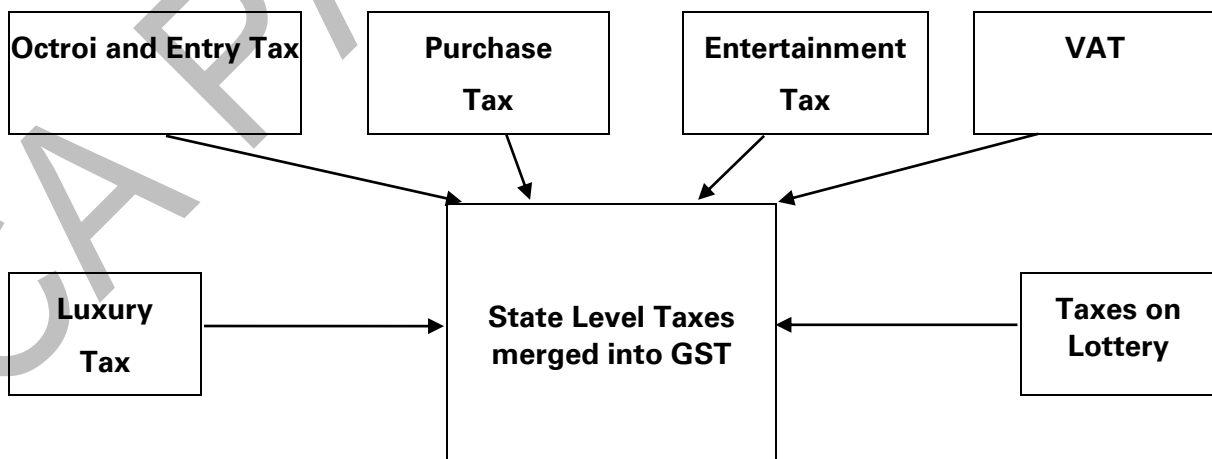 Octroi and Entry Tax
Purchase
Tax
Entertainment
Tax
VAT
Luxury
Tax
State Level Taxes
merged into GST
Taxes on
Lottery